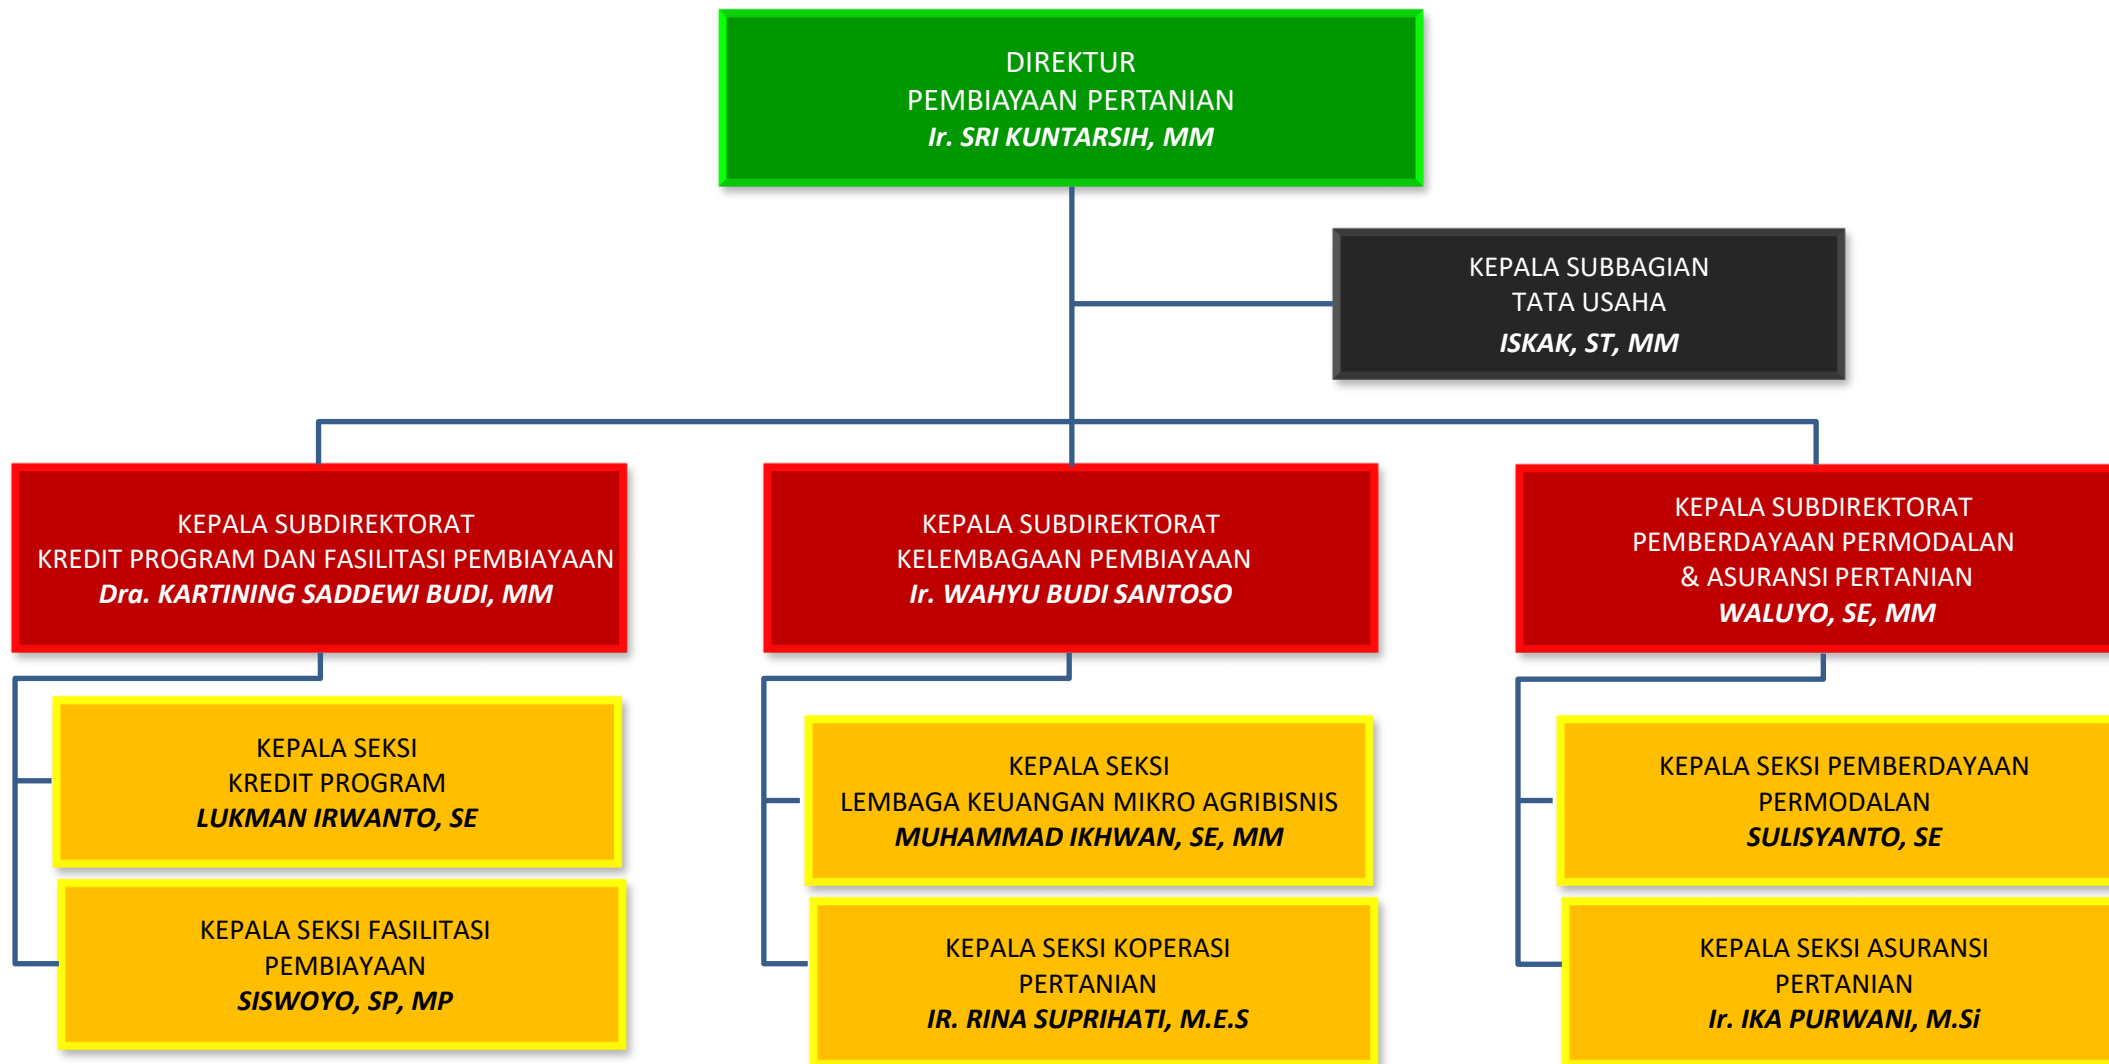 DIREKTUR
PEMBIAYAAN PERTANIAN
Ir. SRI KUNTARSIH, MM
KEPALA SUBBAGIAN
TATA USAHA
ISKAK, ST, MM
KEPALA SUBDIREKTORAT
KREDIT PROGRAM DAN FASILITASI PEMBIAYAAN
Dra. KARTINING SADDEWI BUDI, MM
KEPALA SUBDIREKTORAT
KELEMBAGAAN PEMBIAYAAN
Ir. WAHYU BUDI SANTOSO
KEPALA SUBDIREKTORAT
PEMBERDAYAAN PERMODALAN
& ASURANSI PERTANIAN
WALUYO, SE, MM
KEPALA SEKSI
KREDIT PROGRAM
LUKMAN IRWANTO, SE
KEPALA SEKSI
LEMBAGA KEUANGAN MIKRO AGRIBISNIS
MUHAMMAD IKHWAN, SE, MM
KEPALA SEKSI PEMBERDAYAAN
PERMODALAN
SULISYANTO, SE
KEPALA SEKSI FASILITASI
PEMBIAYAAN
SISWOYO, SP, MP
KEPALA SEKSI KOPERASI
PERTANIAN
IR. RINA SUPRIHATI, M.E.S
KEPALA SEKSI ASURANSI
PERTANIAN
Ir. IKA PURWANI, M.Si